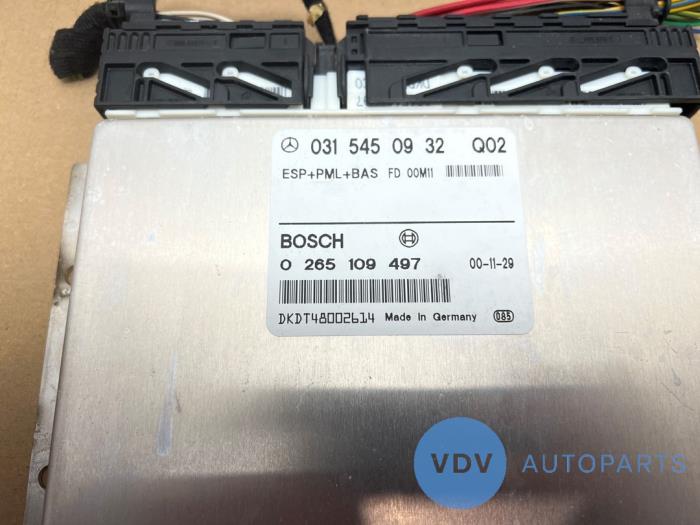 031 545 09 32 Q02
ESP+PML+BAS FD 00M11
BOSCH
0 265 109 497 00-11-29
DKDT48002614 Made In Germany 085
VDV AUTOPARTS